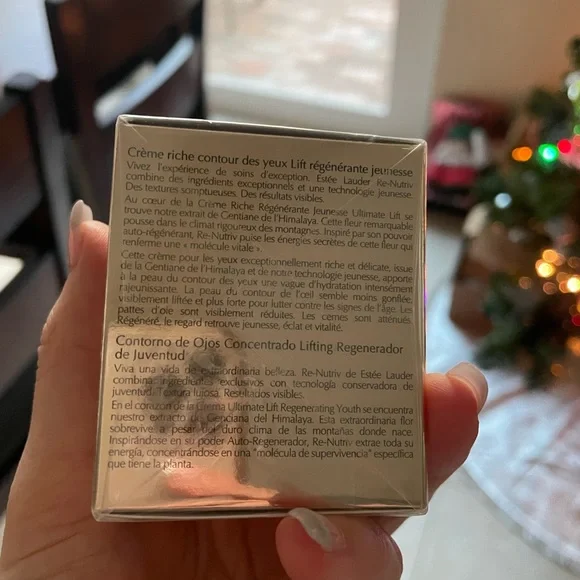 Crème riche contour des yeux Lift régénérante jeunesse
Vivez l'expérience de soins d'exception. Estée Lauder Re-Nutriv
combine des ingrédients exceptionnels et une technologie jeunesse.
Des textures somptueuses. Des résultats visibles.
Au cœur de la Crème Riche Régénérante Jeunesse Ultimate Lift se
trouve notre extrait de Gentiane de l'Himalaya. Cette fleur remarquable
pousse dans le climat rigoureux des montagnes. Inspiré par son pouvoir
auto-régénérant, Re-Nutriv puise les énergies secrètes de cette fleur qui
renferme une « molécule vitale ».
Cette crème pour les yeux exceptionnellement riche et délicate, issue
de la Gentiane de l'Himalaya et de notre technologie jeunesse, apporte
à la peau du contour des yeux une vague d'hydratation intensément
rajeunissante. La peau du contour de l'œil semble moins gonflée,
visiblement liftée et plus forte pour lutter contre les signes de l'âge. Les
pattes d'oie sont visiblement réduites. Les cernes sont atténués.
Régénéré, le regard retrouve jeunesse, éclat et vitalité.
Contorno de Ojos Concentrado Lifting Regenerador
de Juventud
Viva una vida de extraordinaria belleza. Re-Nutriv de Estée Lauder
combina ingredientes exclusivos con tecnología conservadora de
juventud. Textura lujosa. Resultados visibles.
En el corazón de la Crema Ultimate Lift Regenerating Youth se encuentra
nuestro extracto de Genciana del Himalaya. Esta extraordinaria flor
sobrevive a pesar del duro clima de las montañas donde nace.
Inspirándose en su poder Auto-Regenerador, Re-Nutriv extrae toda su
energía, concentrándose en una "molécula de supervivencia" específica
que tiene la planta.